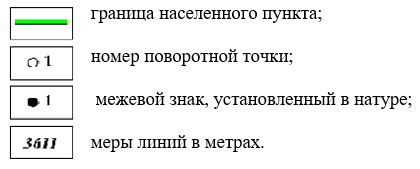 граница населенного пункта;
1 номер поворотной точки;
1 межевой знак, установленный в натуре;
3611 меры линий в метрах.